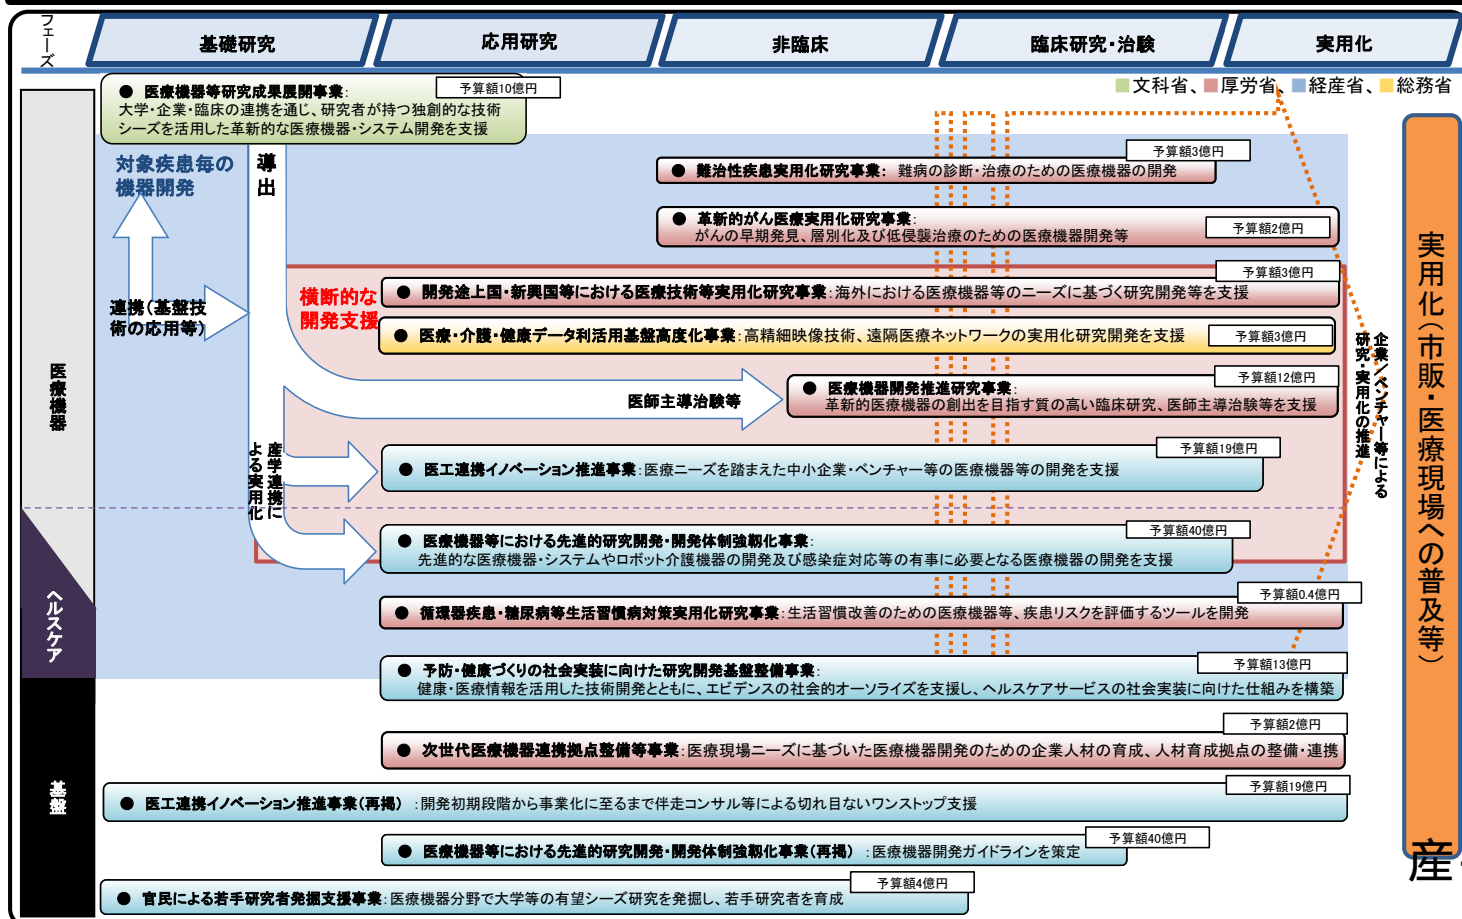 フェーズ
基礎研究
応用研究
非臨床
臨床研究・治験
実用化
■文科省、■厚労省、■経産省、■総務省
● 医療機器等研究成果展開事業:
予算額10億円
大学・企業・臨床の連携を通じ、研究者が持つ独創的な技術
シーズを活用した革新的な医療機器・システム開発を支援
対象疾患毎の
機器開発
導出
予算額3億円
● 難治性疾患実用化研究事業: 難病の診断・治療のための医療機器の開発
● 革新的がん医療実用化研究事業:
がんの早期発見、層別化及び低侵襲治療のための医療機器開発等
予算額2億円
連携(基盤技
術の応用等)
横断的な
開発支援
予算額3億円
● 開発途上国・新興国等における医療技術等実用化研究事業:海外における医療機器等のニーズに基づく研究開発等を支援
● 医療・介護・健康データ利活用基盤高度化事業:高精細映像技術、遠隔医療ネットワークの実用化研究開発を支援
予算額3億円
医療機器
医師主導治験等
予算額12億円
● 医療機器開発推進研究事業:
革新的医療機器の創出を目指す質の高い臨床研究、医師主導治験等を支援
産学連携に
よる実用化
予算額19億円
● 医工連携イノベーション推進事業:医療ニーズを踏まえた中小企業・ベンチャー等の医療機器等の開発を支援
予算額40億円
● 医療機器等における先進的研究開発・開発体制強靱化事業:
先進的な医療機器・システムやロボット介護機器の開発及び感染症対応等の有事に必要となる医療機器の開発を支援
企業/ベンチャー等による
研究・実用化の推進
実用化(市販・医療現場への普及等)
ヘルスケア
予算額0.4億円
● 循環器疾患・糖尿病等生活習慣病対策実用化研究事業:生活習慣改善のための医療機器等、疾患リスクを評価するツールを開発
予算額13億円
● 予防・健康づくりの社会実装に向けた研究開発基盤整備事業:
健康・医療情報を活用した技術開発とともに、エビデンスの社会的オーソライズを支援し、ヘルスケアサービスの社会実装に向けた仕組みを構築
基盤
予算額2億円
● 次世代医療機器連携拠点整備等事業:医療現場ニーズに基づいた医療機器開発のための企業人材の育成、人材育成拠点の整備・連携
予算額19億円
● 医工連携イノベーション推進事業(再掲) :開発初期段階から事業化に至るまで伴走コンサル等による切れ目ないワンストップ支援
予算額40億円
● 医療機器等における先進的研究開発・開発体制強靱化事業(再掲) :医療機器開発ガイドラインを策定
産
予算額4億円
● 官民による若手研究者発掘支援事業:医療機器分野で大学等の有望シーズ研究を発掘し、若手研究者を育成